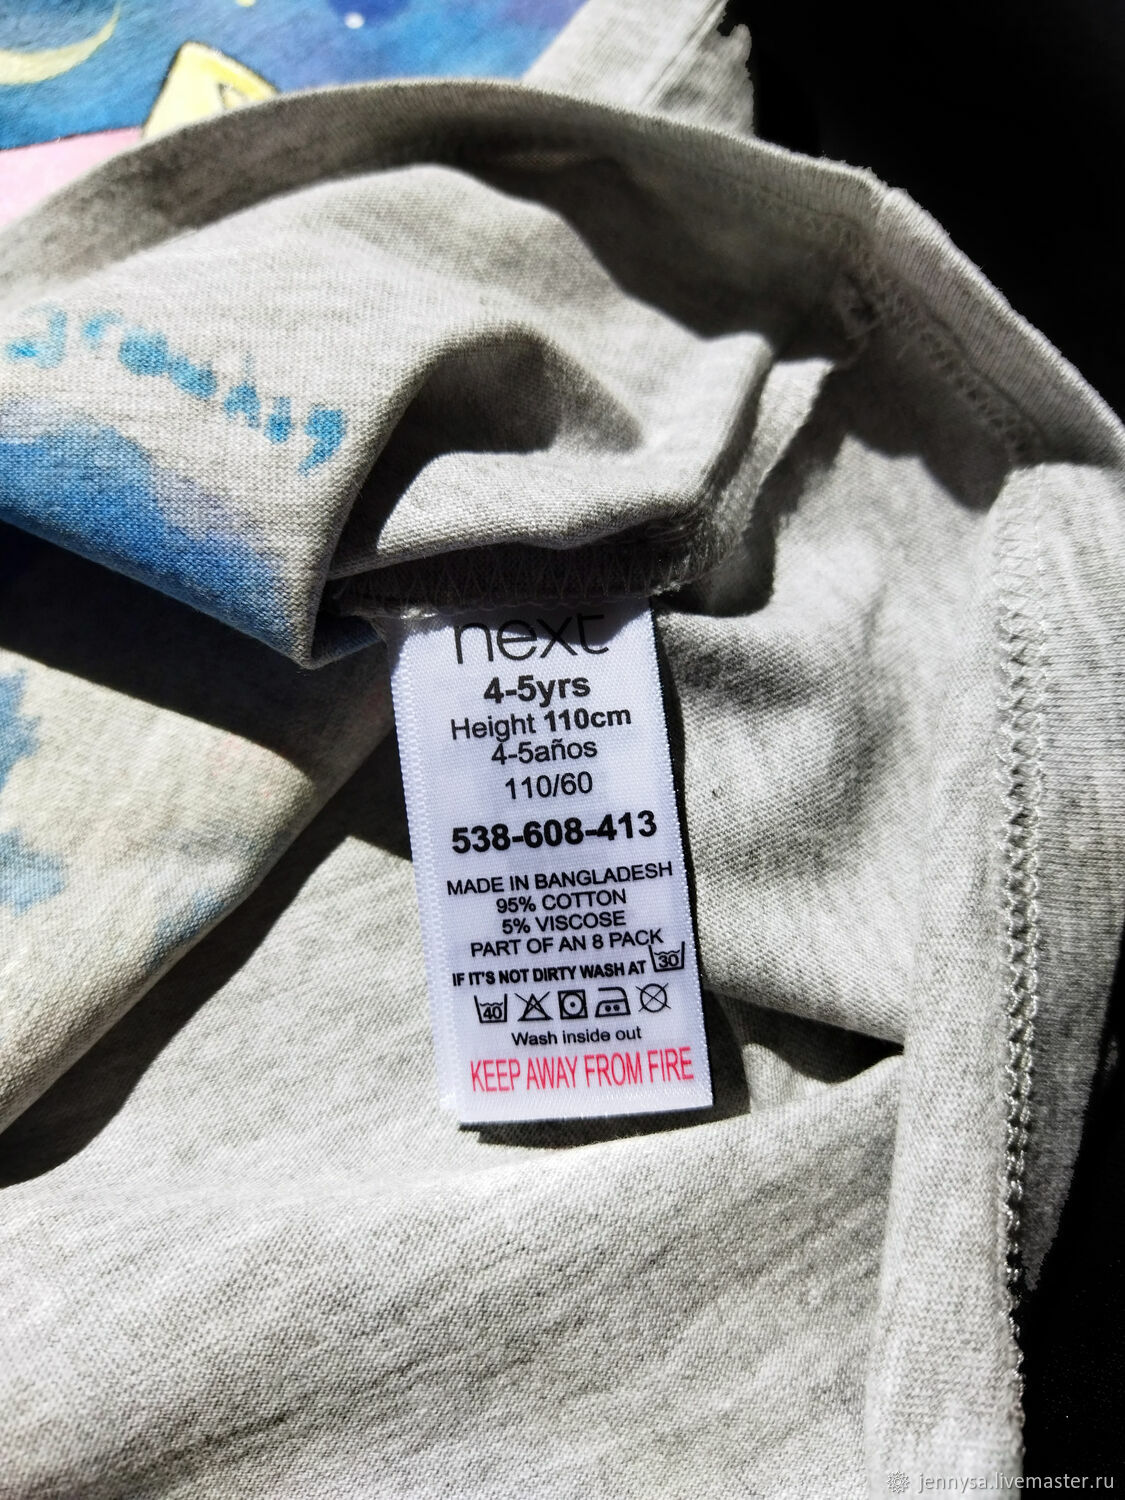 next
4-5yrs
Height 110cm
4-5años
110/60
538-608-413
MADE IN BANGLADESH
95% COTTON
5% VISCOSE
PART OF AN 8 PACK
IF IT'S NOT DIRTY WASH AT 30
40
Wash inside out
KEEP AWAY FROM FIRE
jennysa.livemaster.ru